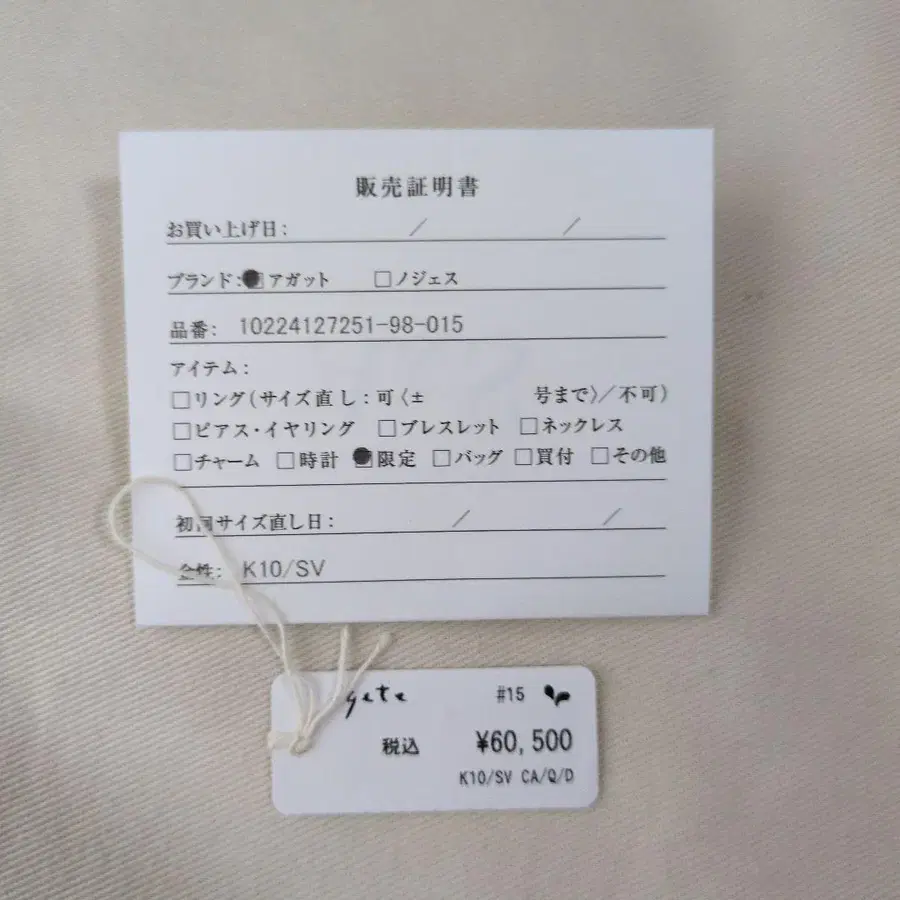 販売証明書
お買い上げ日: / /
ブランド: アガット □ノジェス
品番: 10224127251-98-015
アイテム:
□リング(サイズ直し:可〈± 号まで〉/不可)
□ピアス・イヤリング □ブレスレット □ネックレス
□チャーム □時計 限定 □バッグ □買付 □その他
初回サイズ直し日: / /
金性: K10/SV
gete #15
税込 ¥60,500
K10/SV CA/Q/D